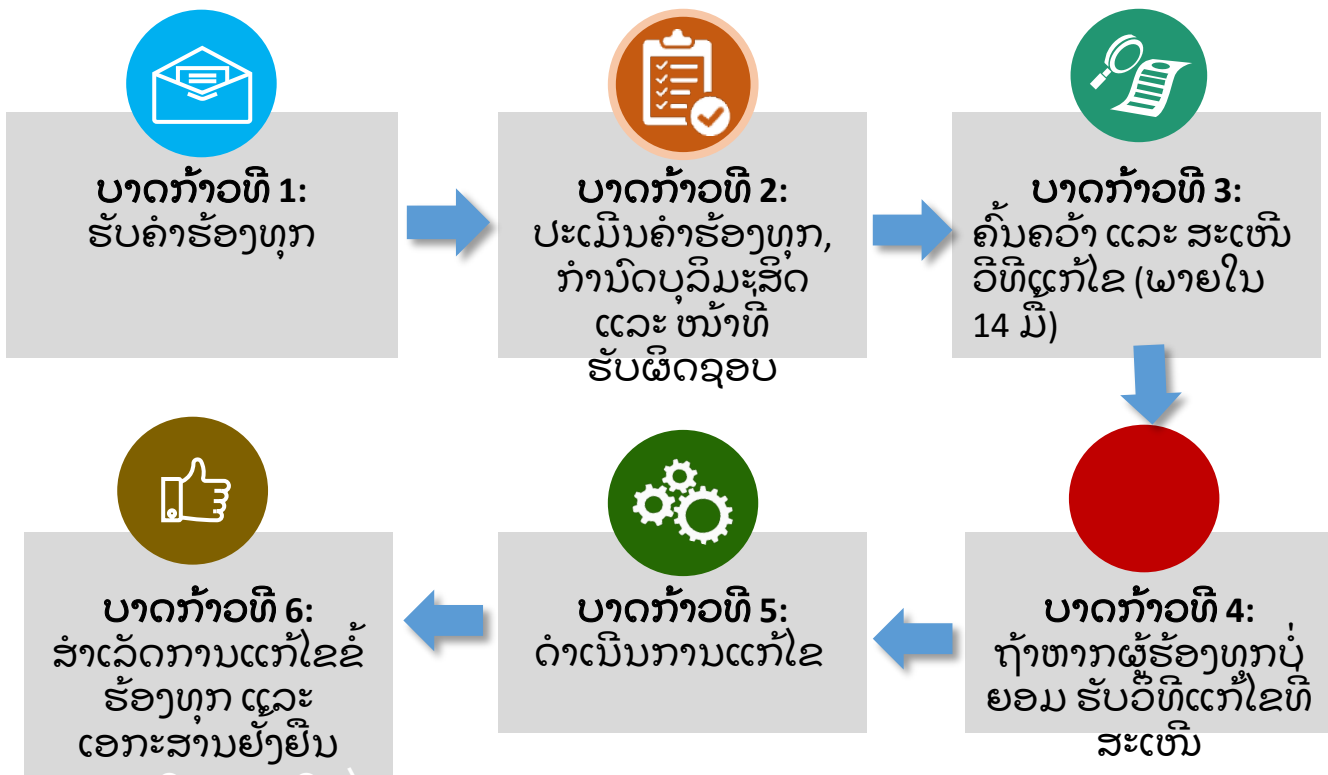 ບາດກ້າວທີ 1:
ຮັບຄໍາຮ້ອງທຸກ
ບາດກ້າວທີ 2:
ປະເມີນຄໍາຮ້ອງທຸກ,
ກໍານົດບຸລິມະສິດ
ແລະ ໜ້າທີ່
ຮັບຜິດຊອບ
ບາດກ້າວທີ 3:
ຄົ້ນຄວ້າ ແລະ ສະເໜີ
ວິທີແກ້ໄຂ (ພາຍໃນ
14 ມື້)
ບາດກ້າວທີ 4:
ຖ້າຫາກຜູ້ຮ້ອງທຸກບໍ່
ຍອມ ຮັບວິທີແກ້ໄຂທີ່
ສະເໜີ
ບາດກ້າວທີ 5:
ດໍາເນີນການແກ້ໄຂ
ບາດກ້າວທີ 6:
ສໍາເລັດການແກ້ໄຂຂໍ້
ຮ້ອງທຸກ ແລະ
ເອກະສານຢັ້ງຢືນ